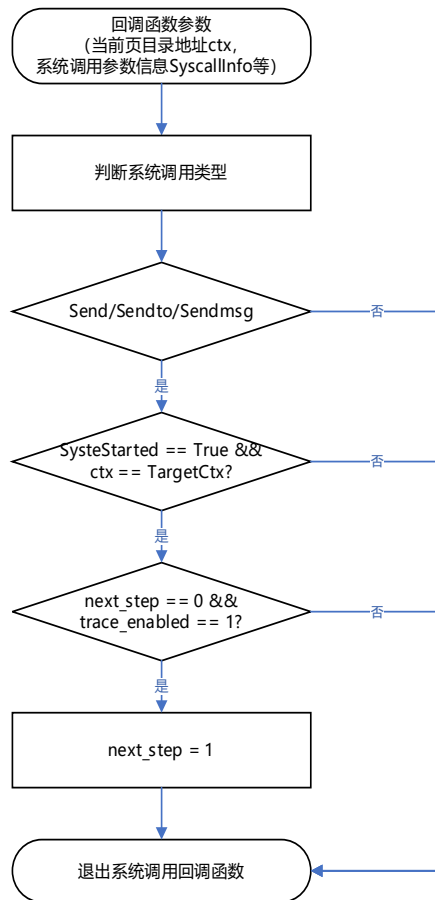 回调函数参数
（当前页目录地址ctx，
系统调用参数信息SyscallInfo等）
判断系统调用类型
Send/Sendto/Sendmsg
否
是
SysteStarted == True &&
ctx == TargetCtx?
否
是
next_step == 0 &&
trace_enabled == 1?
否
是
next_step = 1
退出系统调用回调函数